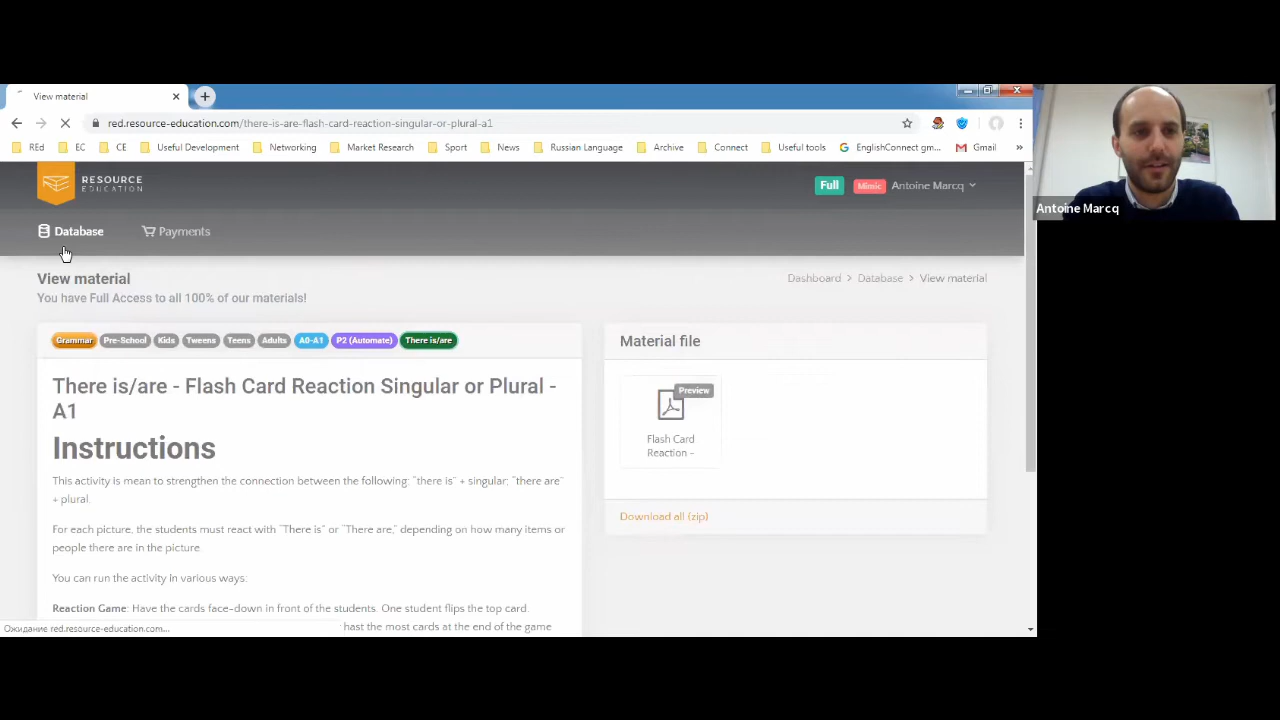 View material
red.resource-education.com/there-is-are-flash-card-reaction-singular-or-plural-a1
REd EC CE Useful Development Networking Market Research Sport News Russian Language Archive Connect Useful tools EnglishConnect gm... Gmail »
RESOURCE
EDUCATION
Full Mimic Antoine Marcq
Antoine Marcq
Database Payments
View material
You have Full Access to all 100% of our materials!
Dashboard > Database > View material
Grammar Pre-School Kids Tweens Teens Adults A0-A1 P2 (Automate) There is/are
There is/are - Flash Card Reaction Singular or Plural -
A1
Instructions
This activity is mean to strengthen the connection between the following: "there is" + singular; "there are"
+ plural.
For each picture, the students must react with "There is" or "There are," depending on how many items or
people there are in the picture.
You can run the activity in various ways:
Reaction Game: Have the cards face-down in front of the students. One student flips the top card.
hast the most cards at the end of the game
Ожидание red.resource-education.com...
Material file
Preview
Flash Card
Reaction -
Download all (zip)